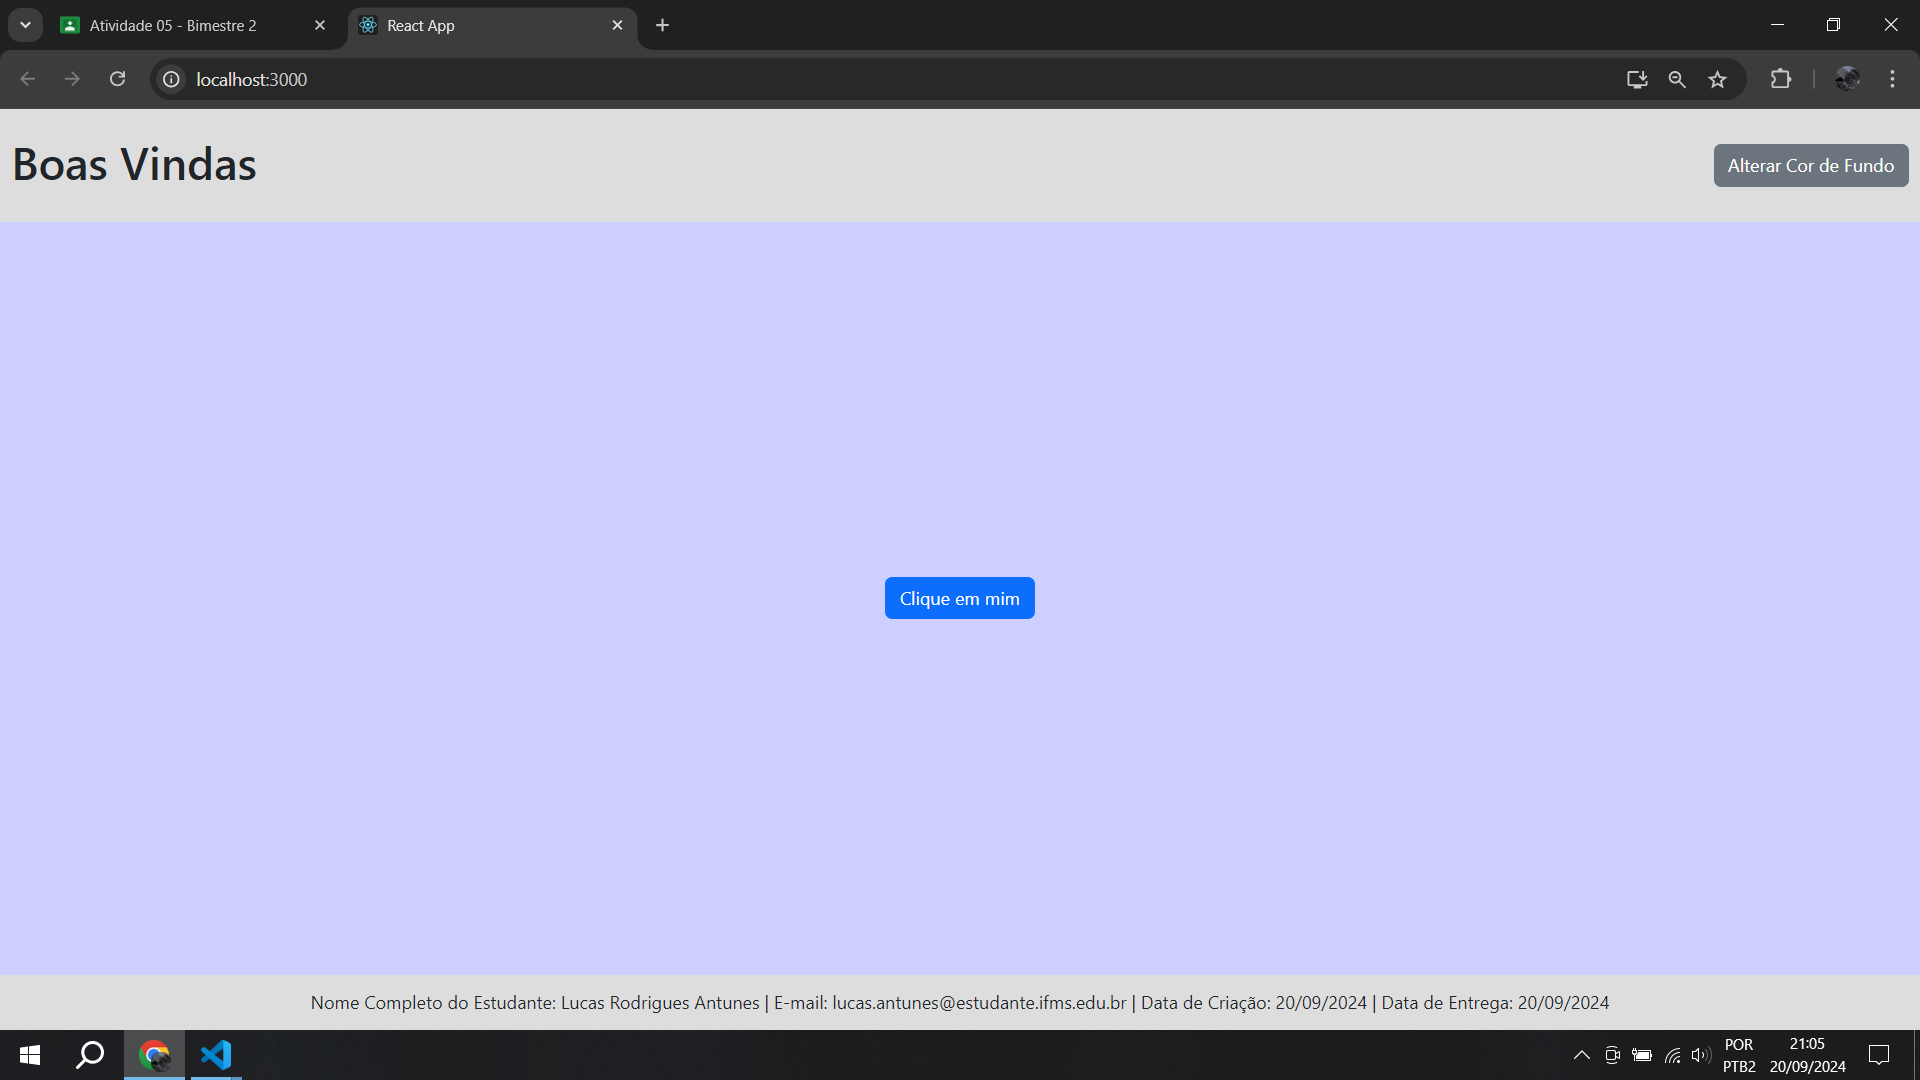 Atividade 05 - Bimestre 2
React App
localhost:3000
Boas Vindas
Alterar Cor de Fundo
Clique em mim
Nome Completo do Estudante: Lucas Rodrigues Antunes | E-mail: lucas.antunes@estudante.ifms.edu.br | Data de Criação: 20/09/2024 | Data de Entrega: 20/09/2024
POR
PTB2
21:05
20/09/2024